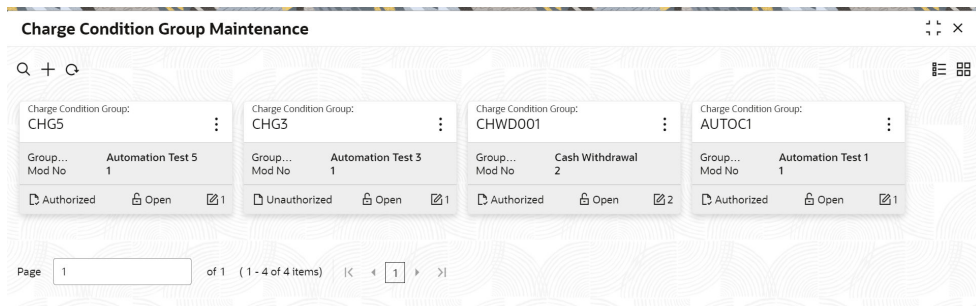 Charge Condition Group Maintenance
Charge Condition Group: Charge Condition Group: Charge Condition Group: Charge Condition Group:
CHG5 CHG3 CHWD001 AUTOC1
Group... Automation Test 5 Group... Automation Test 3 Group... Cash Withdrawal Group... Automation Test 1
Mod No 1 Mod No 1 Mod No 2 Mod No 1
Authorized Open 1 Unauthorized Open 1 Authorized Open 2 Authorized Open 1
Page 1 of 1 (1 - 4 of 4 items) 1